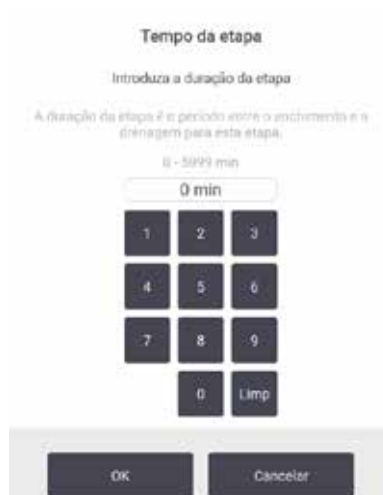 Tempo da etapa
Introduza a duração da etapa
A duração da etapa é o período entre o enchimento e a
drenagem para esta etapa.
0 - 5999 min
0 min
1 2 3
4 5 6
7 8 9
0 Limp
OK Cancelar